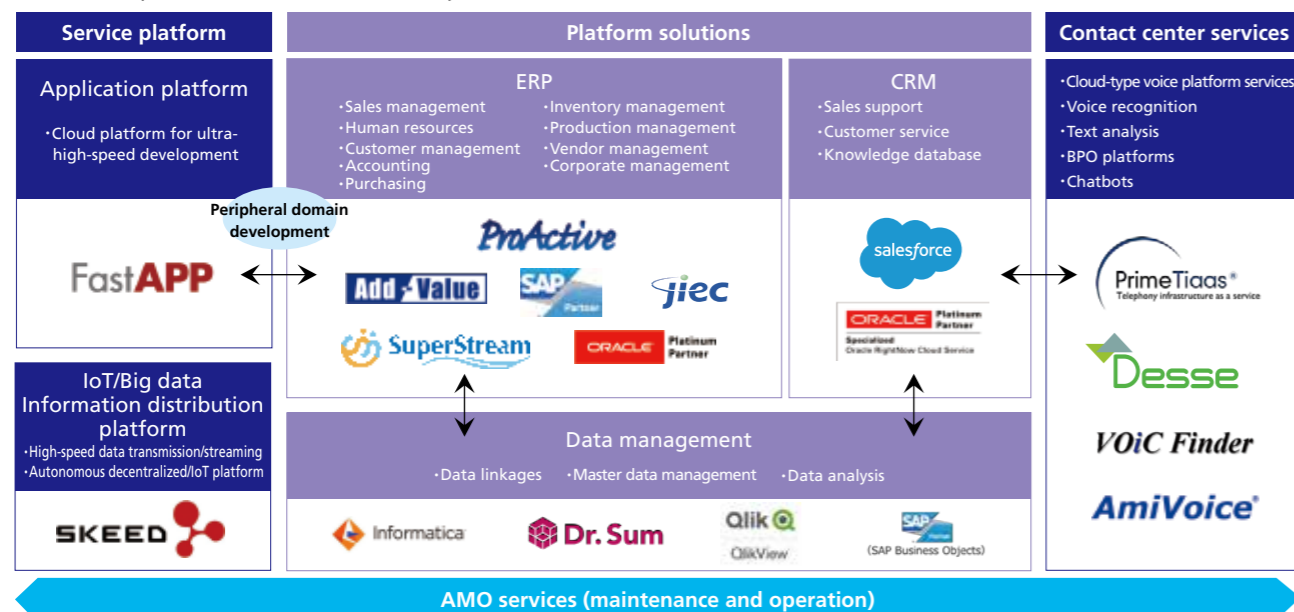 Service platform
Application platform
・Cloud platform for ultra-
high-speed development
FastAPP
Peripheral domain
development
IoT/Big data
Information distribution
platform
・High-speed data transmission/streaming
・Autonomous decentralized/IoT platform
SKEED
Platform solutions
ERP
・Sales management
・Human resources
・Customer management
・Accounting
・Purchasing
・Inventory management
・Production management
・Vendor management
・Corporate management
ProActive
Add Value
SAP
Partner
jiec
SuperStream
ORACLE
Platinum
Partner
CRM
・Sales support
・Customer service
・Knowledge database
salesforce
ORACLE
Platinum
Partner
Specialized
Oracle RightNow Cloud Service
Data management
・Data linkages ・Master data management ・Data analysis
Informatica
Dr.Sum
Qlik
QlikView
SAP
(SAP Business Objects)
Contact center services
・Cloud-type voice platform services
・Voice recognition
・Text analysis
・BPO platforms
・Chatbots
PrimeTiaas®
Telephony infrastructure as a service
Desse
VOiC Finder
AmiVoice®
AMO services (maintenance and operation)